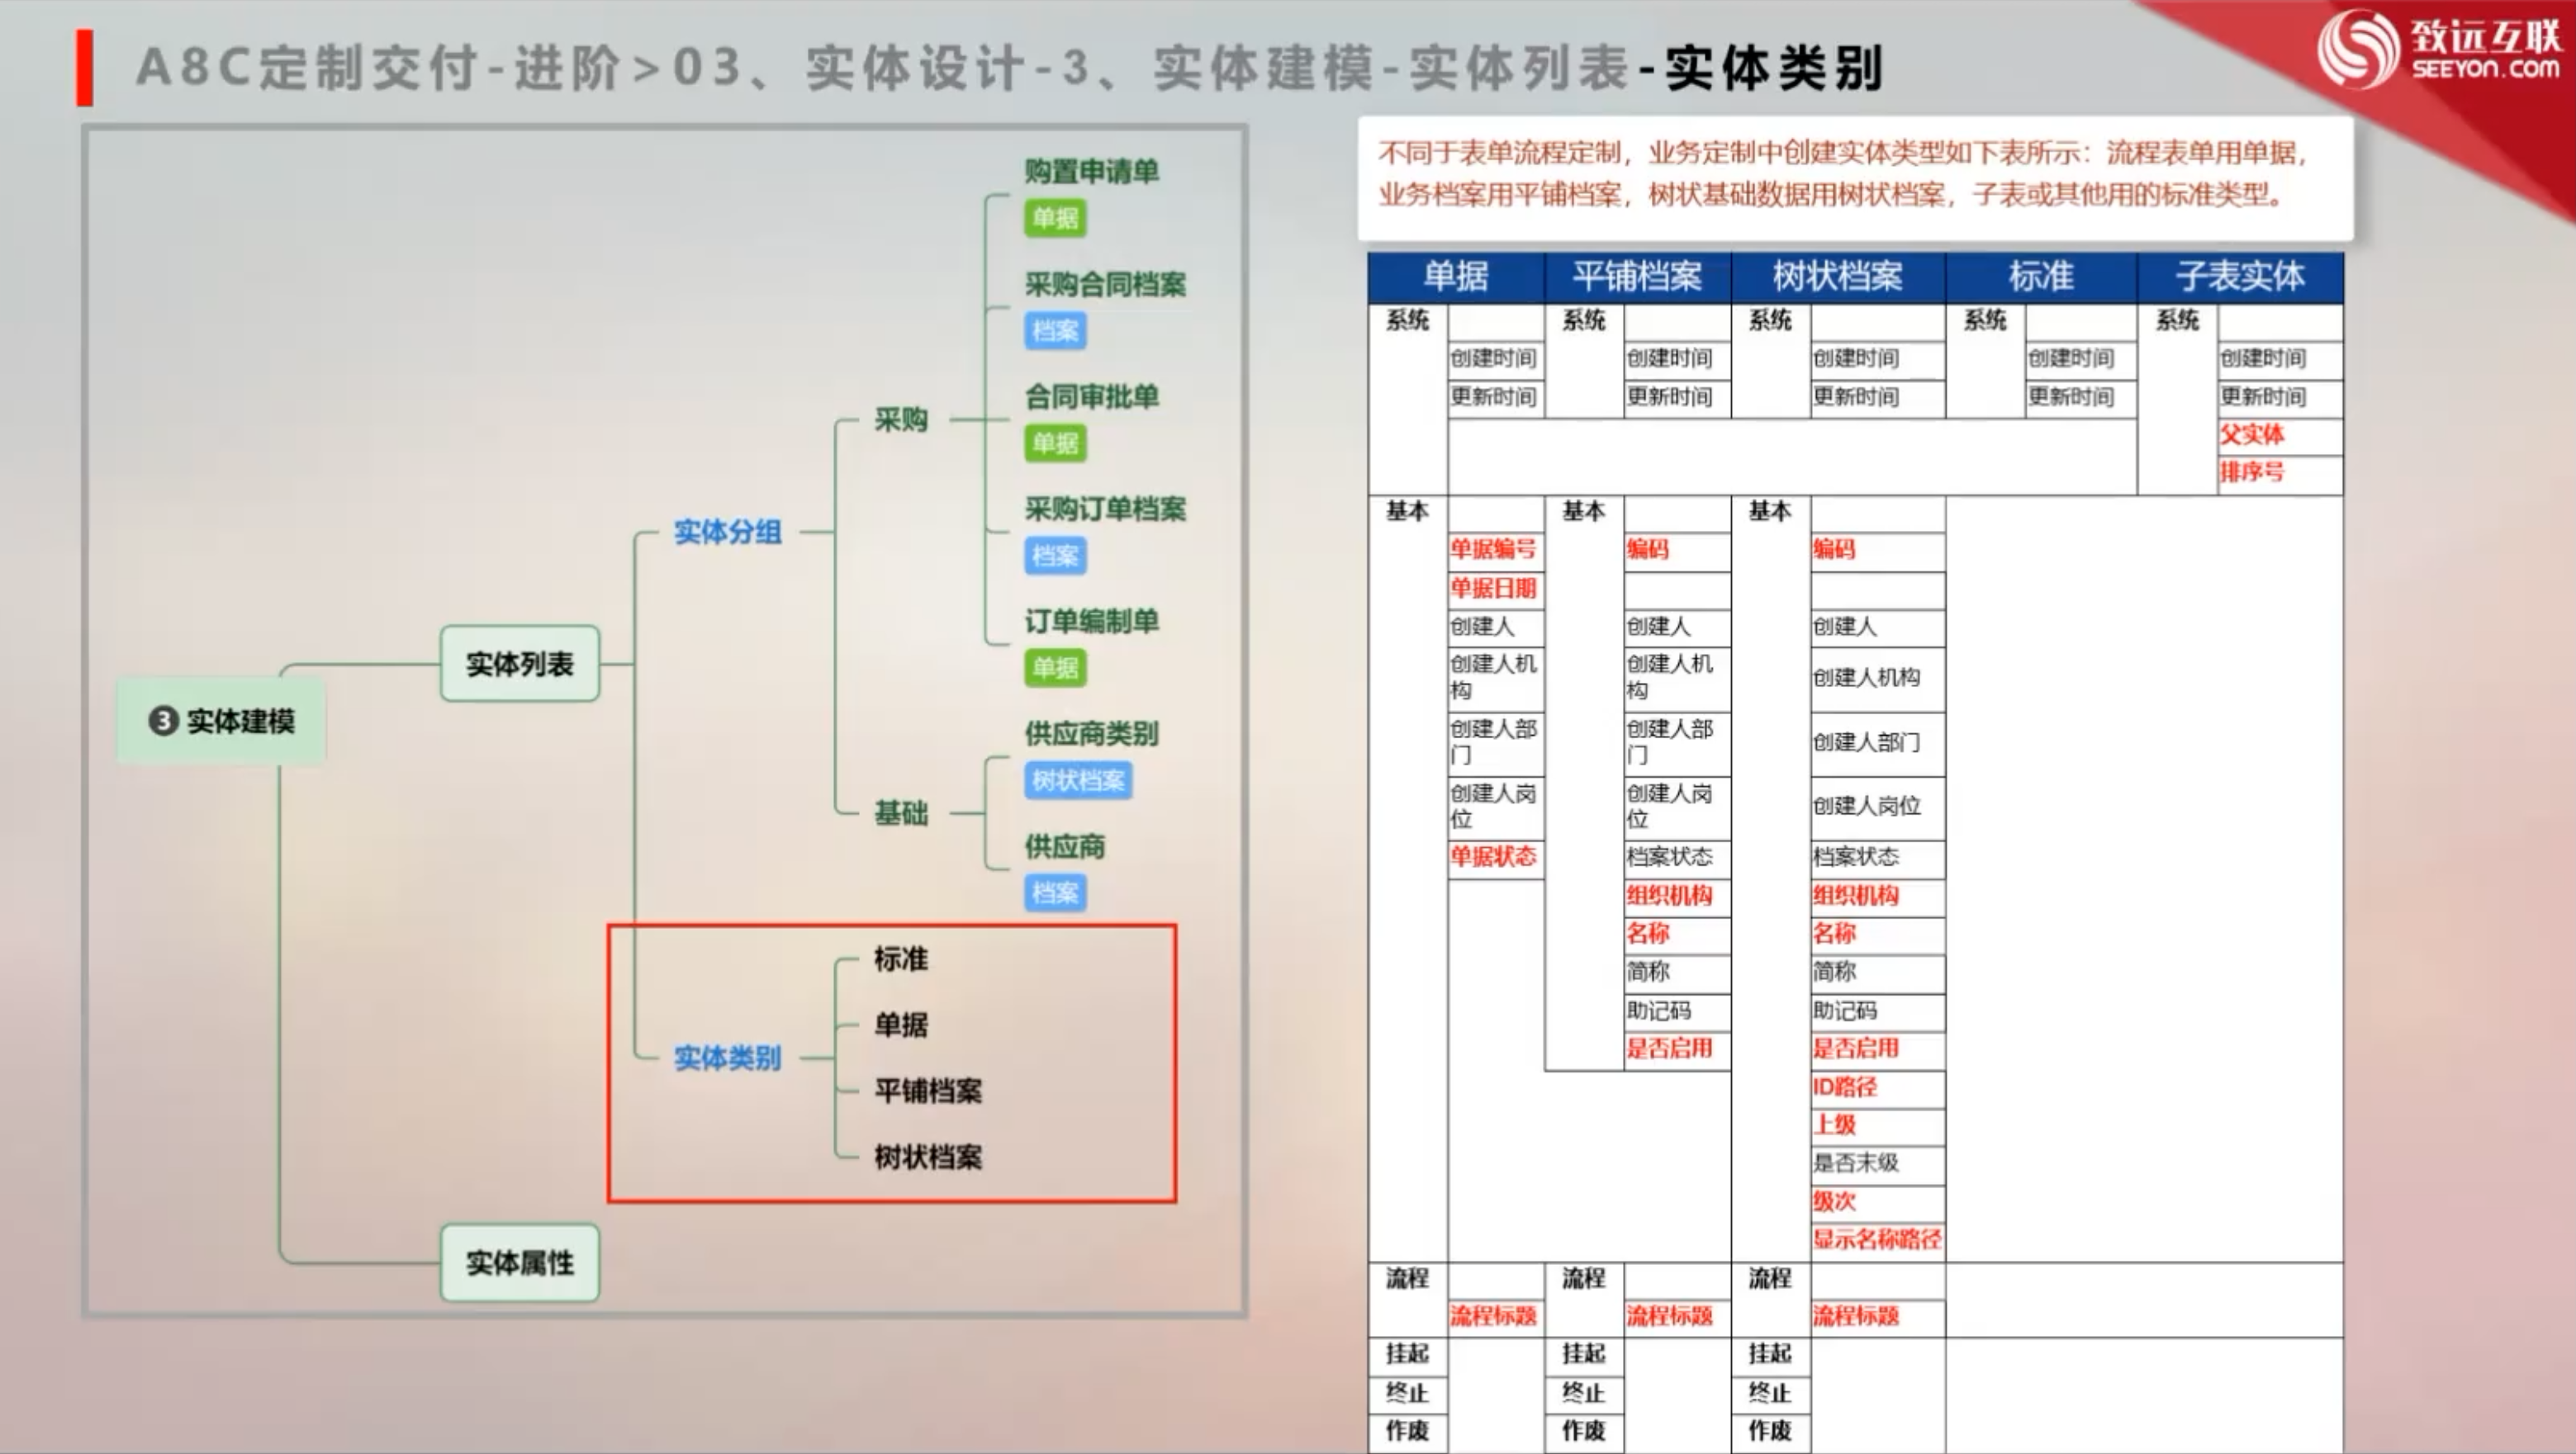 A8C定制交付-进阶>03、实体设计-3、实体建模-实体列表-实体类别
致远互联
SEEYON.COM
不同于表单流程定制，业务定制中创建实体类型如下表所示：流程表单用单据，
业务档案用平铺档案，树状基础数据用树状档案，子表或其他用的标准类型。
❸ 实体建模
实体列表
实体分组
采购
购置申请单
单据
采购合同档案
档案
合同审批单
单据
采购订单档案
档案
订单编制单
单据
基础
供应商类别
树状档案
供应商
档案
实体类别
标准
单据
平铺档案
树状档案
实体属性
单据 平铺档案 树状档案 标准 子表实体
系统 系统 系统 系统 系统
创建时间 创建时间 创建时间 创建时间 创建时间
更新时间 更新时间 更新时间 更新时间 更新时间
父实体
排序号
基本 基本 基本
单据编号 编码 编码
单据日期
创建人 创建人 创建人
创建人机构 创建人机构 创建人机构
创建人部门 创建人部门 创建人部门
创建人岗位 创建人岗位 创建人岗位
单据状态 档案状态 档案状态
组织机构 组织机构
名称 名称
简称 简称
助记码 助记码
是否启用 是否启用
ID路径
上级
是否末级
级次
显示名称路径
流程 流程 流程
流程标题 流程标题 流程标题
挂起 挂起 挂起
终止 终止 终止
作废 作废 作废